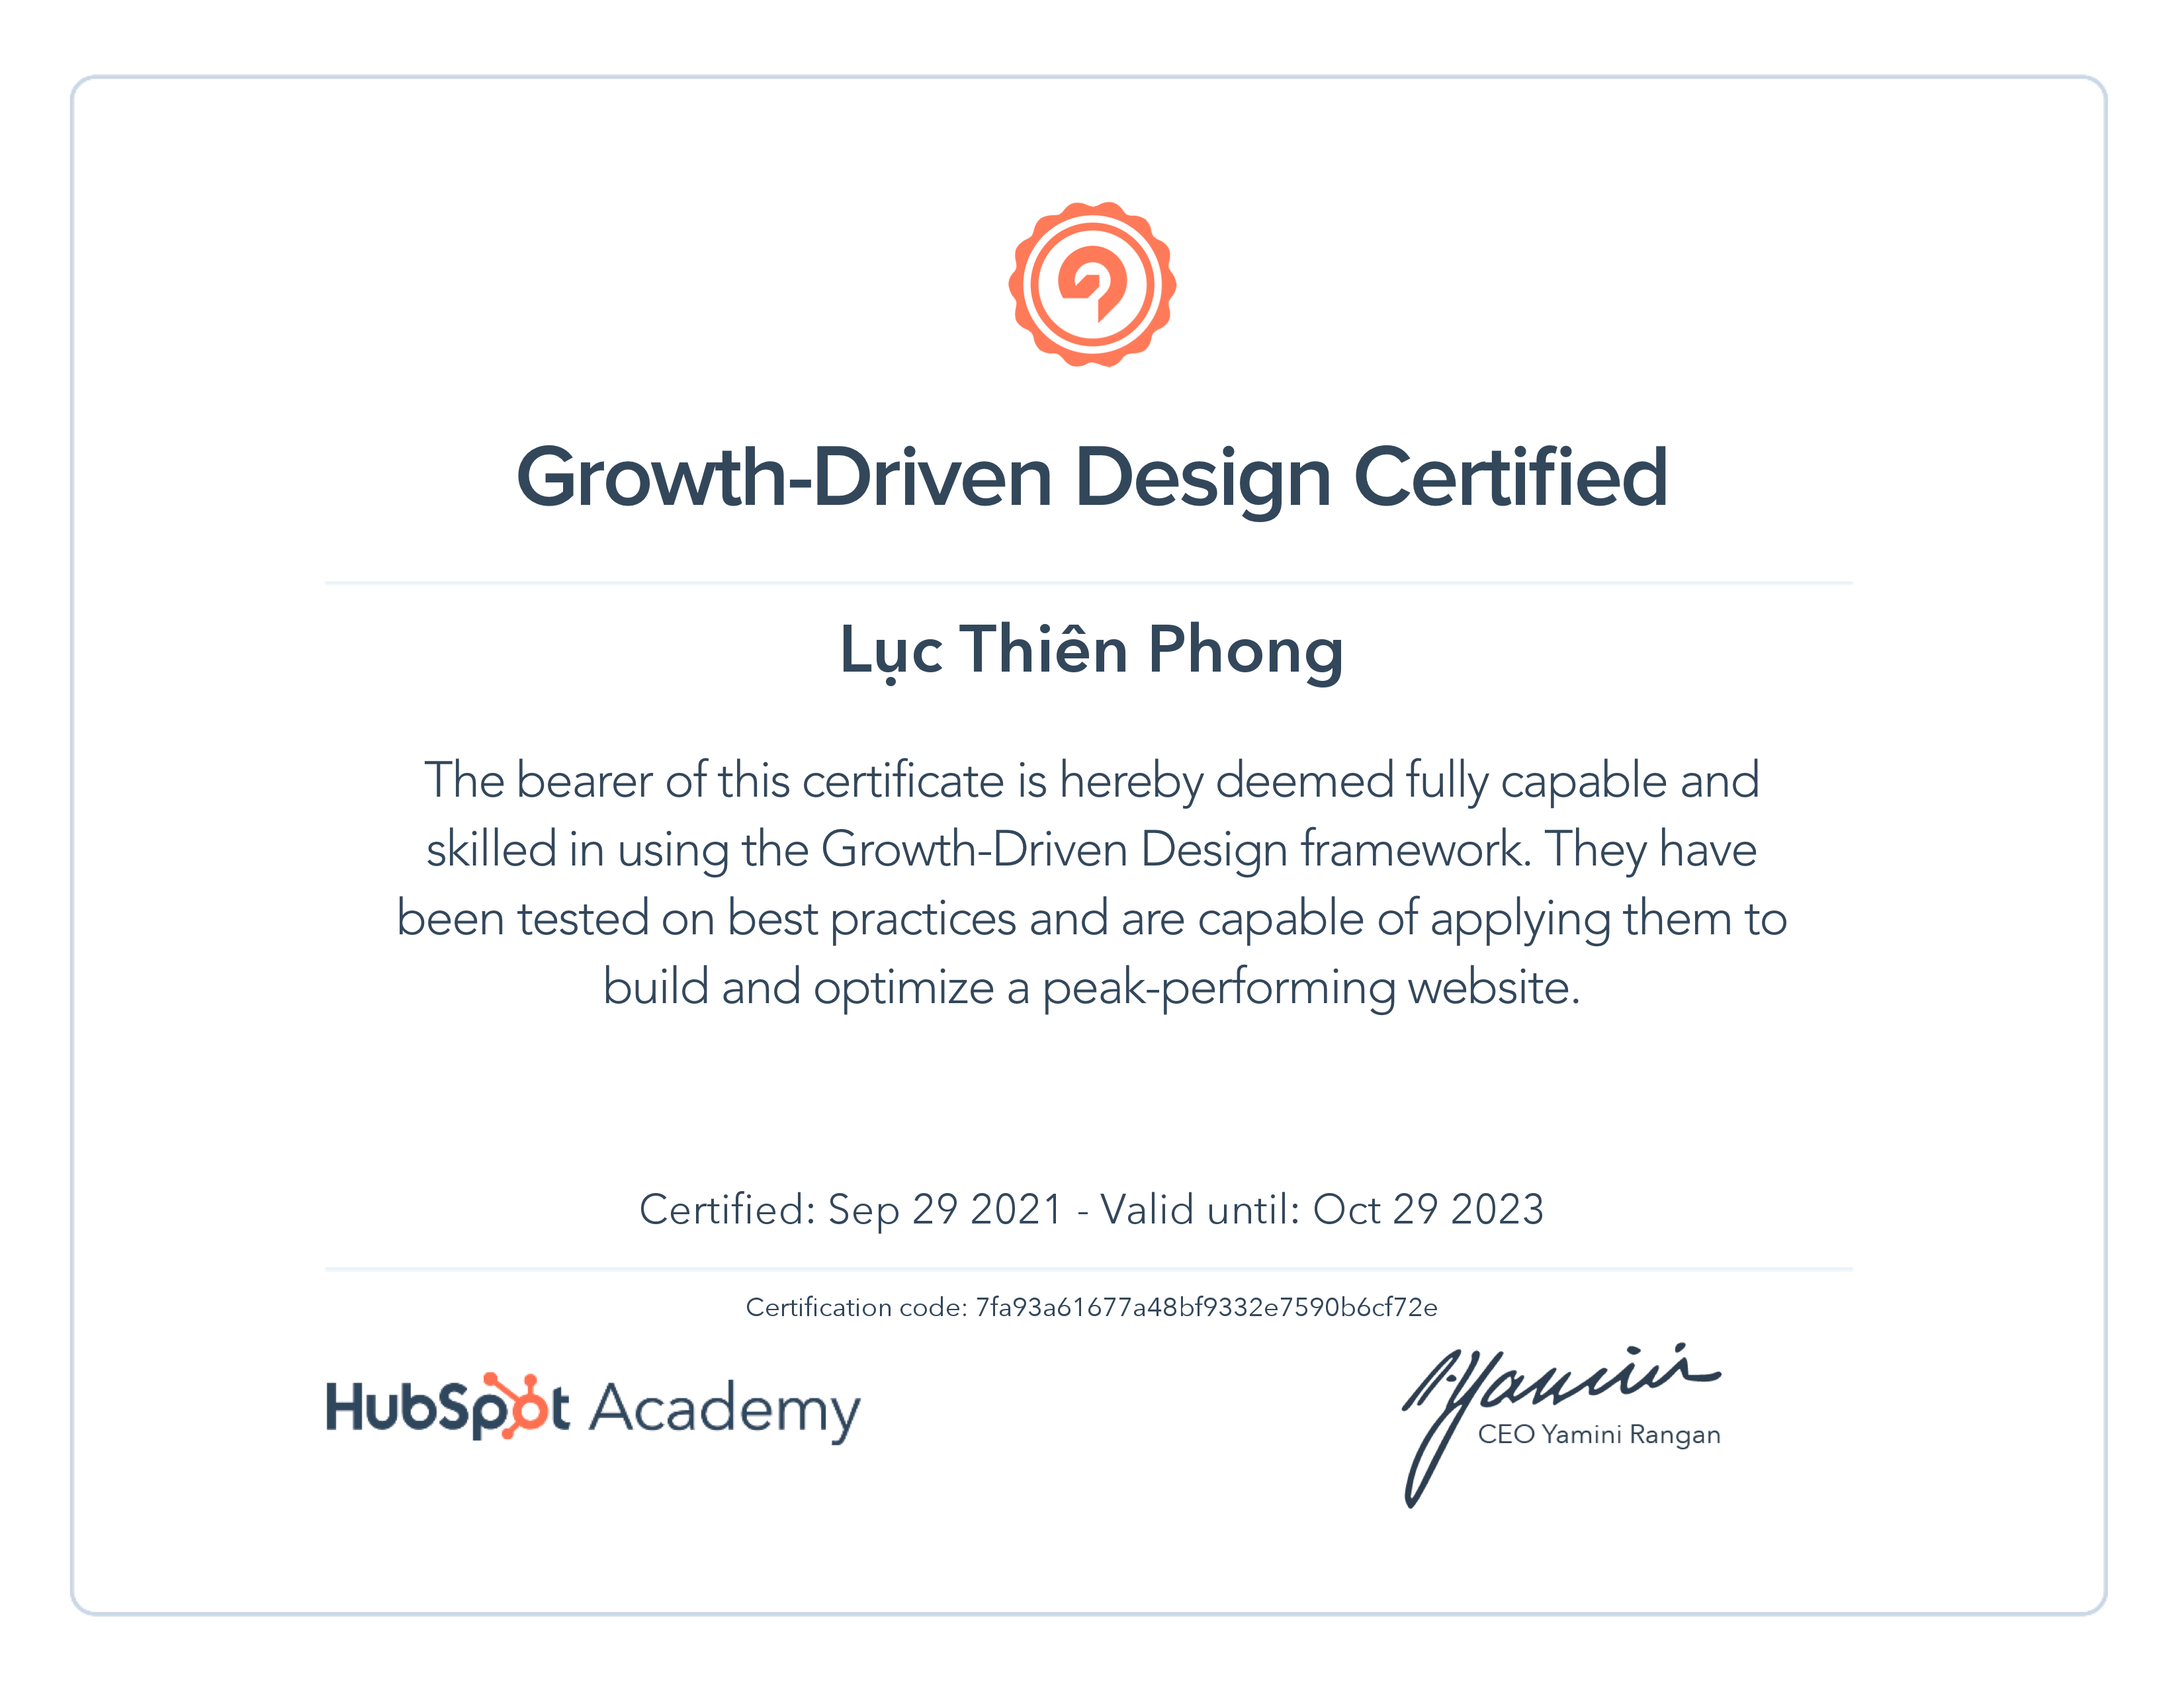 Growth-Driven Design Certified
Lục Thiên Phong
The bearer of this certificate is hereby deemed fully capable and
skilled in using the Growth-Driven Design framework. They have
been tested on best practices and are capable of applying them to
build and optimize a peak-performing website.
Certified: Sep 29 2021 - Valid until: Oct 29 2023
Certification code: 7fa93a61677a48bf9332e7590b6cf72e
HubSpot Academy
Yamini
CEO Yamini Rangan